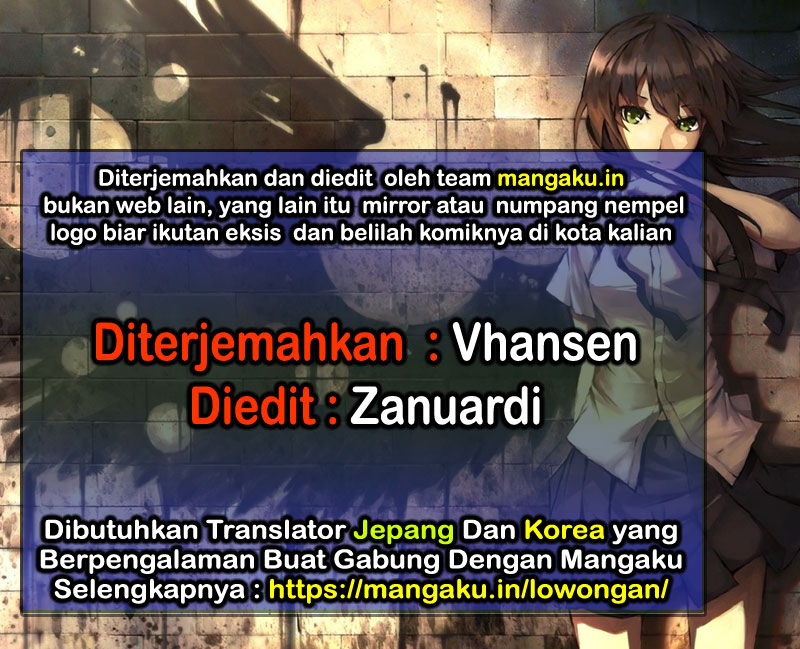 Diterjemahkan dan diedit oleh team mangaku.in
bukan web lain, yang lain itu mirror atau numpang nempel
logo biar ikutan eksis dan belilah komiknya di kota kalian
Diterjemahkan : Vhansen
Diedit : Zanuardi
Dibutuhkan Translator Jepang Dan Korea yang
Berpengalaman Buat Gabung Dengan Mangaku
Selengkapnya : https://mangaku.in/lowongan/